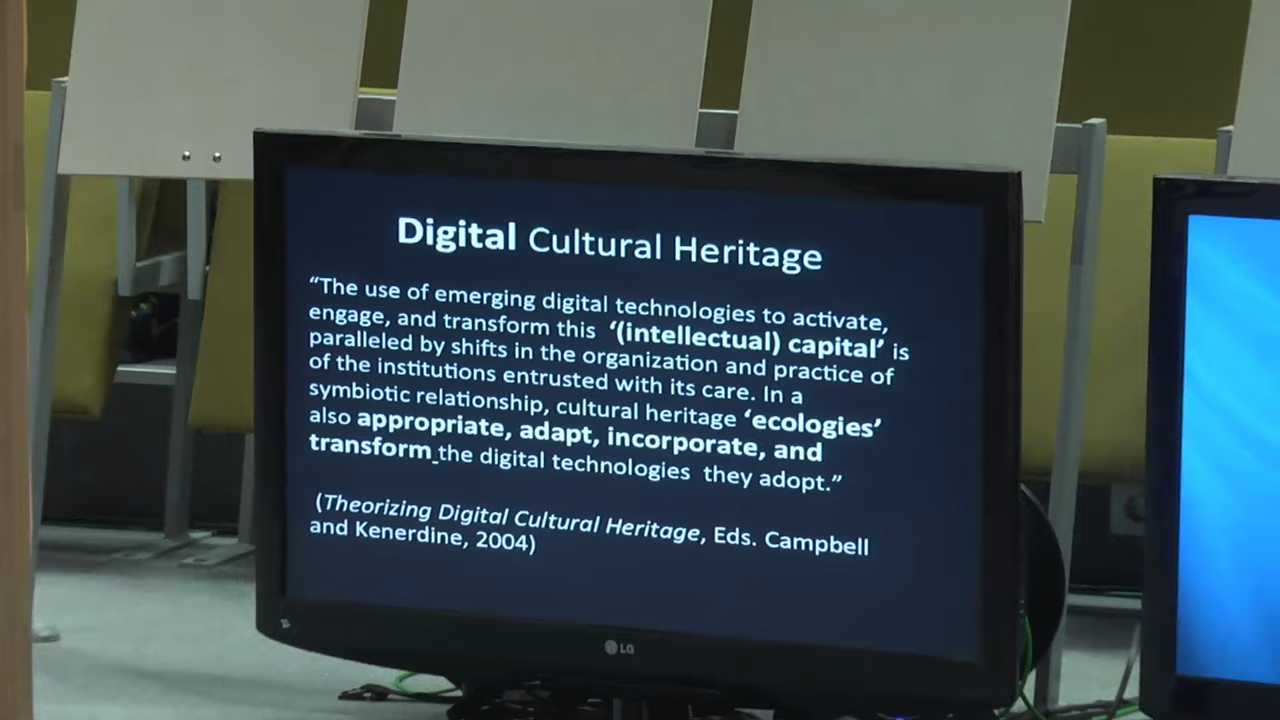 Digital Cultural Heritage
“The use of emerging digital technologies to activate,
engage, and transform this ‘(intellectual) capital’ is
paralleled by shifts in the organization and practice of
of the institutions entrusted with its care. In a
symbiotic relationship, cultural heritage ‘ecologies’
also appropriate, adapt, incorporate, and
transform the digital technologies they adopt.”
(Theorizing Digital Cultural Heritage, Eds. Campbell
and Kenerdine, 2004)
LG